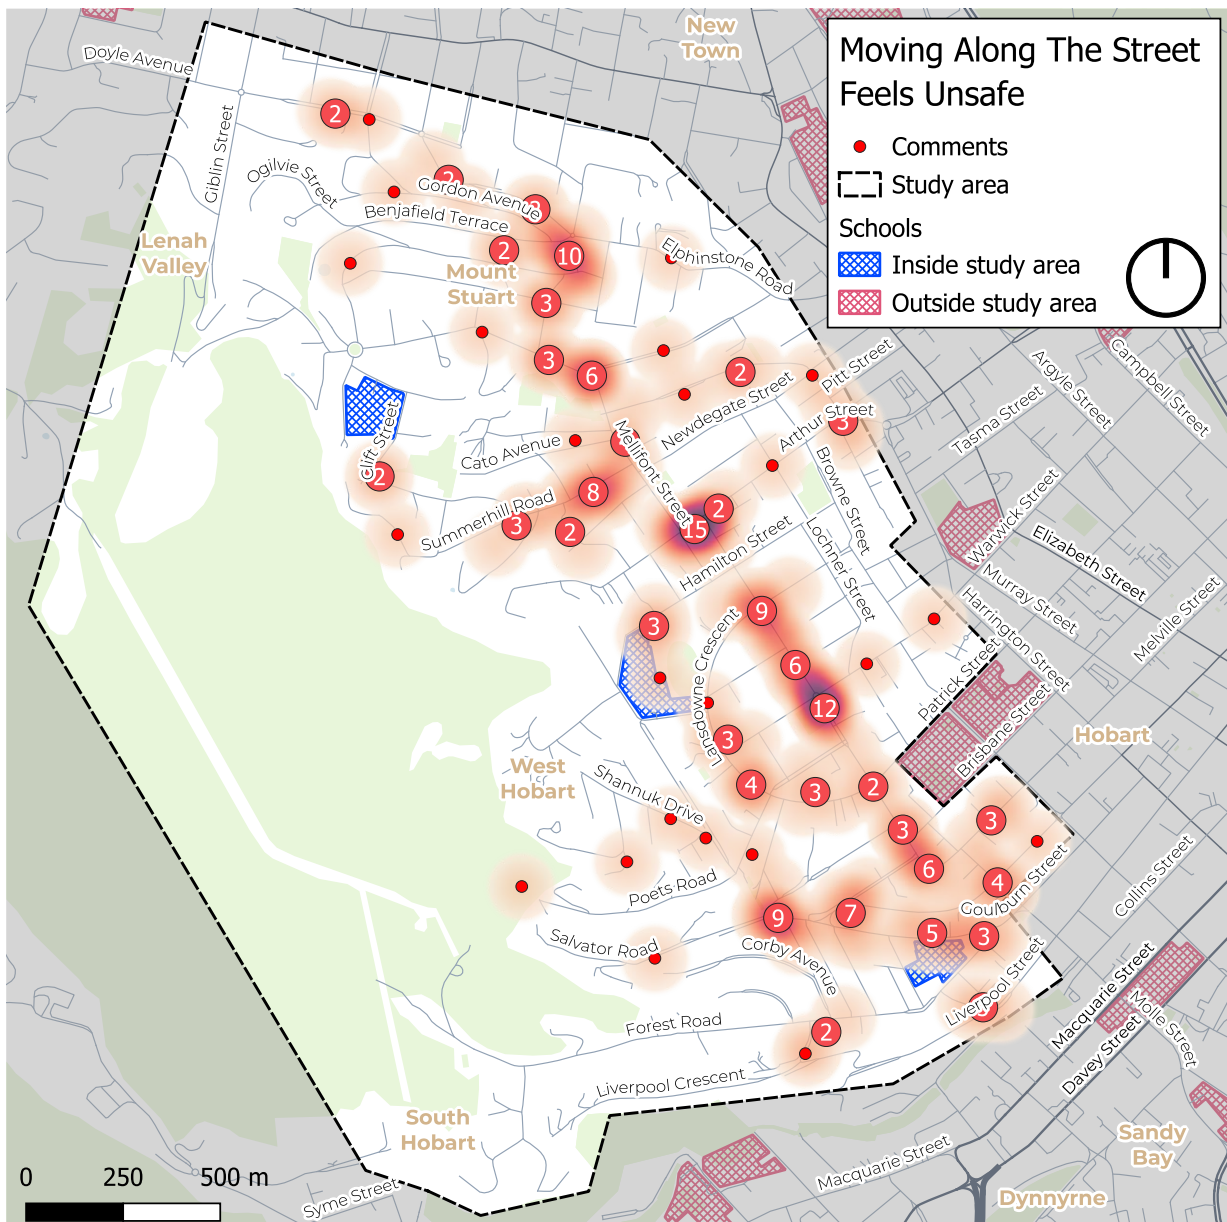 New
Town
Moving Along The Street
Feels Unsafe
Comments
Study area
Schools
Inside study area
Outside study area
Doyle Avenue
Giblin Street
Ogilvie Street
2
2
Gordon Avenue
Benjafield Terrace
2
10
Elphinstone Road
Lenah
Valley
Mount
Stuart
3
3
6
2
Pitt Street
Argyle Street
Campbell Street
Tasma Street
Newdegate Street
Arthur Street
3
Clift Street
2
Cato Avenue
Mellifont Street
Browne Street
8
Summerhill Road
3
2
2
15
Hamilton Street
Lochner Street
Warwick Street
Elizabeth Street
Murray Street
Melville Street
Harrington Street
Patrick Street
Brisbane Street
3
9
6
12
Lansdowne Crescent
3
4
3
2
Hobart
West
Hobart
Shannuk Drive
3
3
6
4
Goulburn Street
Collins Street
Poets Road
9
7
5
3
Salvator Road
Corby Avenue
Liverpool Street
Macquarie Street
Molle Street
Davey Street
Forest Road
2
Liverpool Crescent
South
Hobart
Sandy
Bay
Macquarie Street
Dynnyrne
Syme Street
0 250 500 m